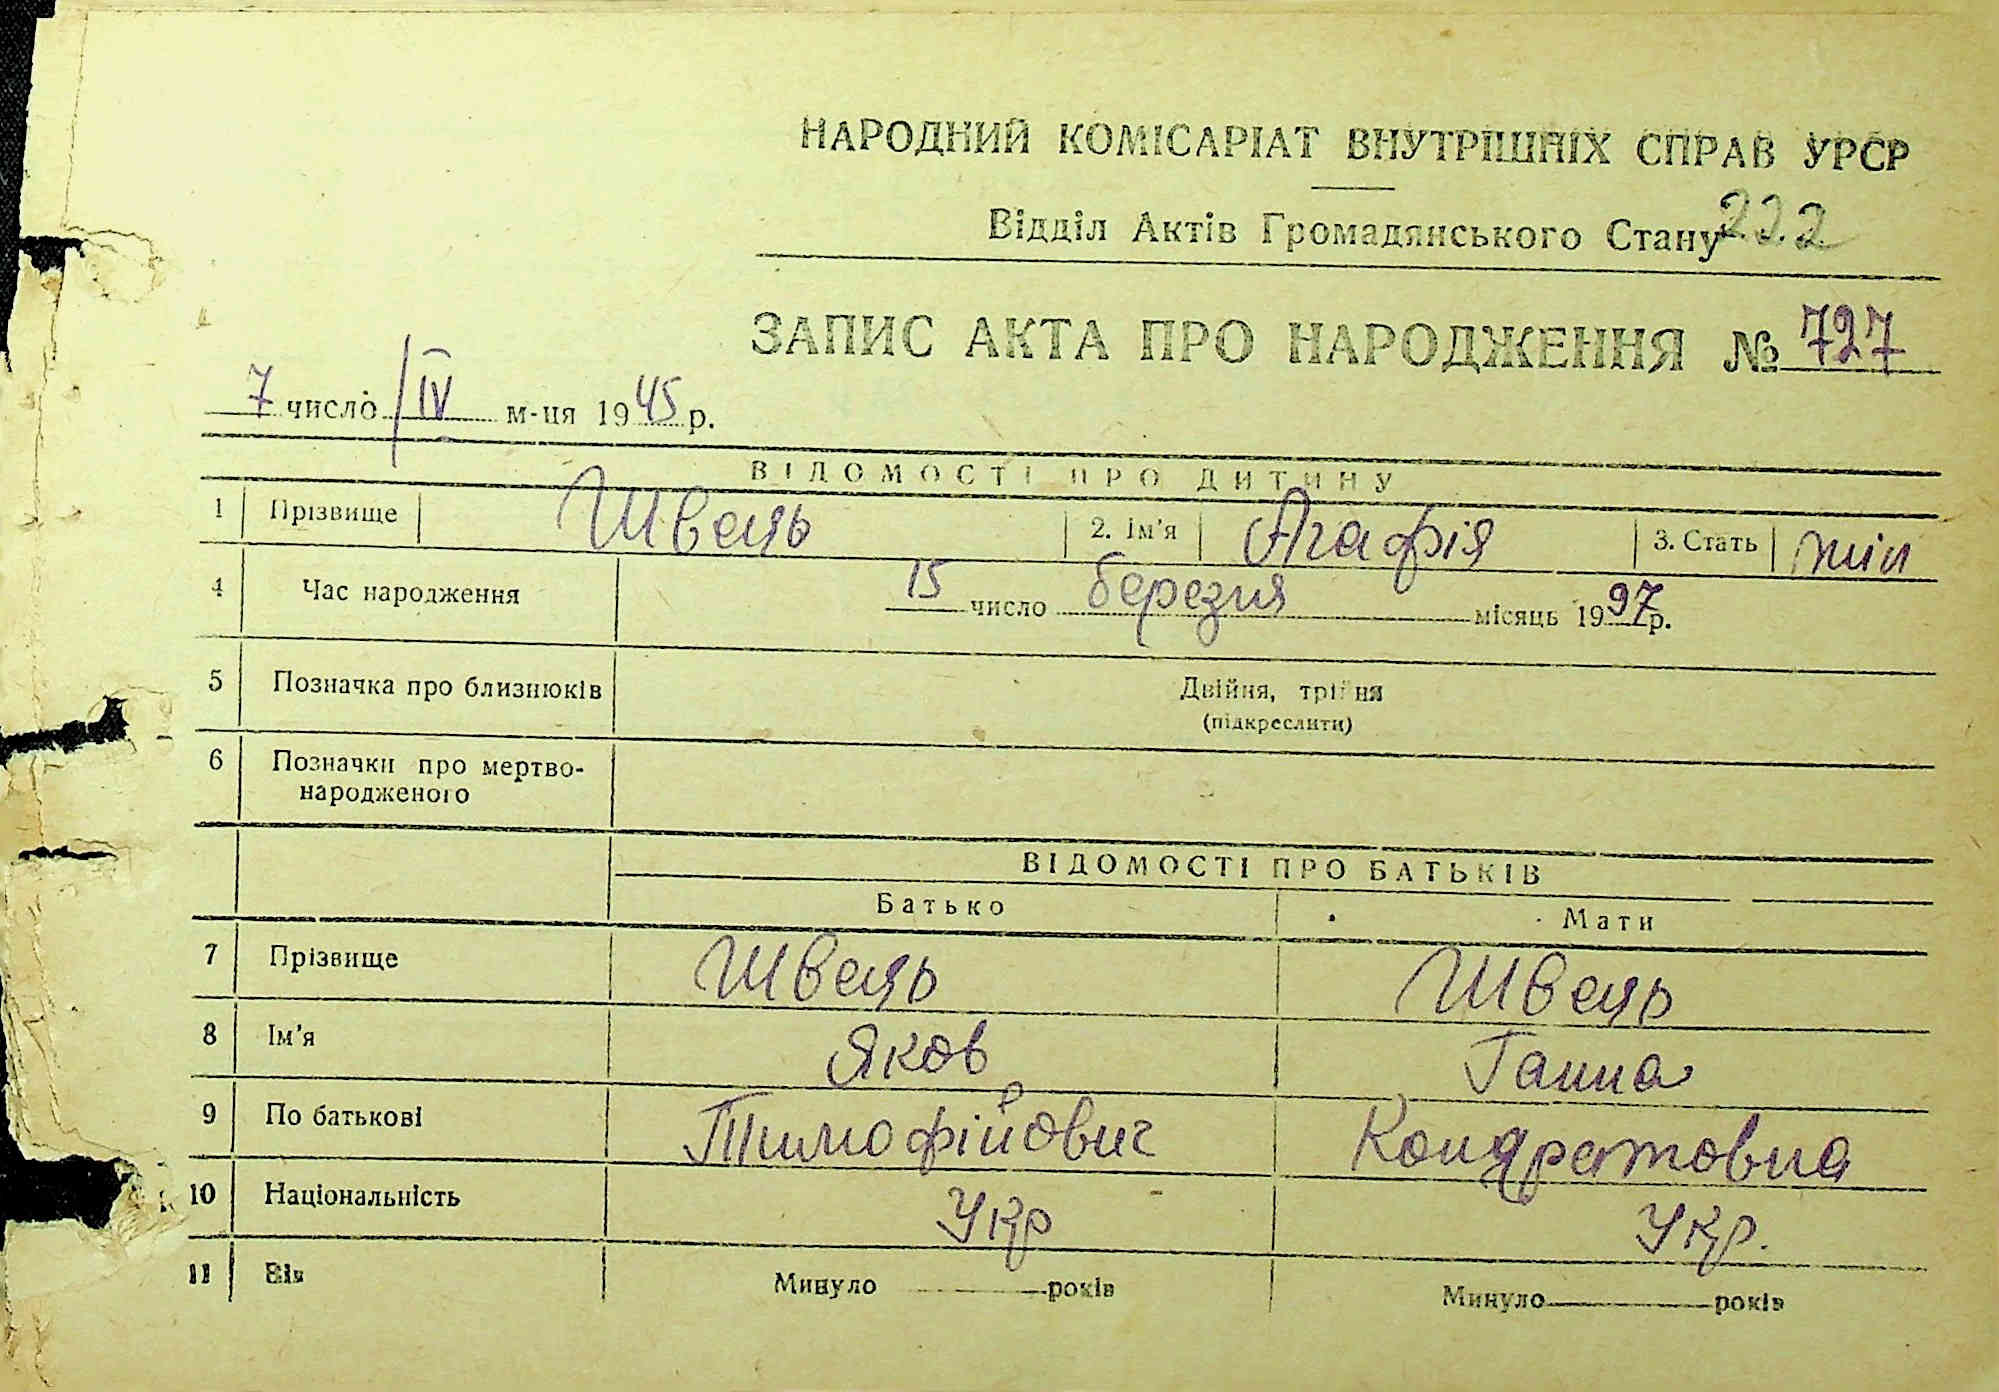 НАРОДНИЙ КОМІСАРІАТ ВНУТРІШНІХ СПРАВ УРСР
Відділ Актів Громадянського Стану 222
ЗАПИС АКТА ПРО НАРОДЖЕННЯ № 727
7 число IV м-ця 1945 р.
ВІДОМОСТІ ПРО ДИТИНУ
1 Прізвище Швець 2. Ім'я Агафія 3. Стать жін
4 Час народження 15 число березня місяць 1997 р.
5 Позначка про близнюків Двійня, трійня
(підкреслити)
6 Позначки про мертво-
народженого
ВІДОМОСТІ ПРО БАТЬКІВ
Батько Мати
7 Прізвище Швець Швець
8 Ім'я Яков Ганна
9 По батькові Тимофійович Кондратовна
10 Національність Укр Укр.
11 Вік Минуло років Минуло років